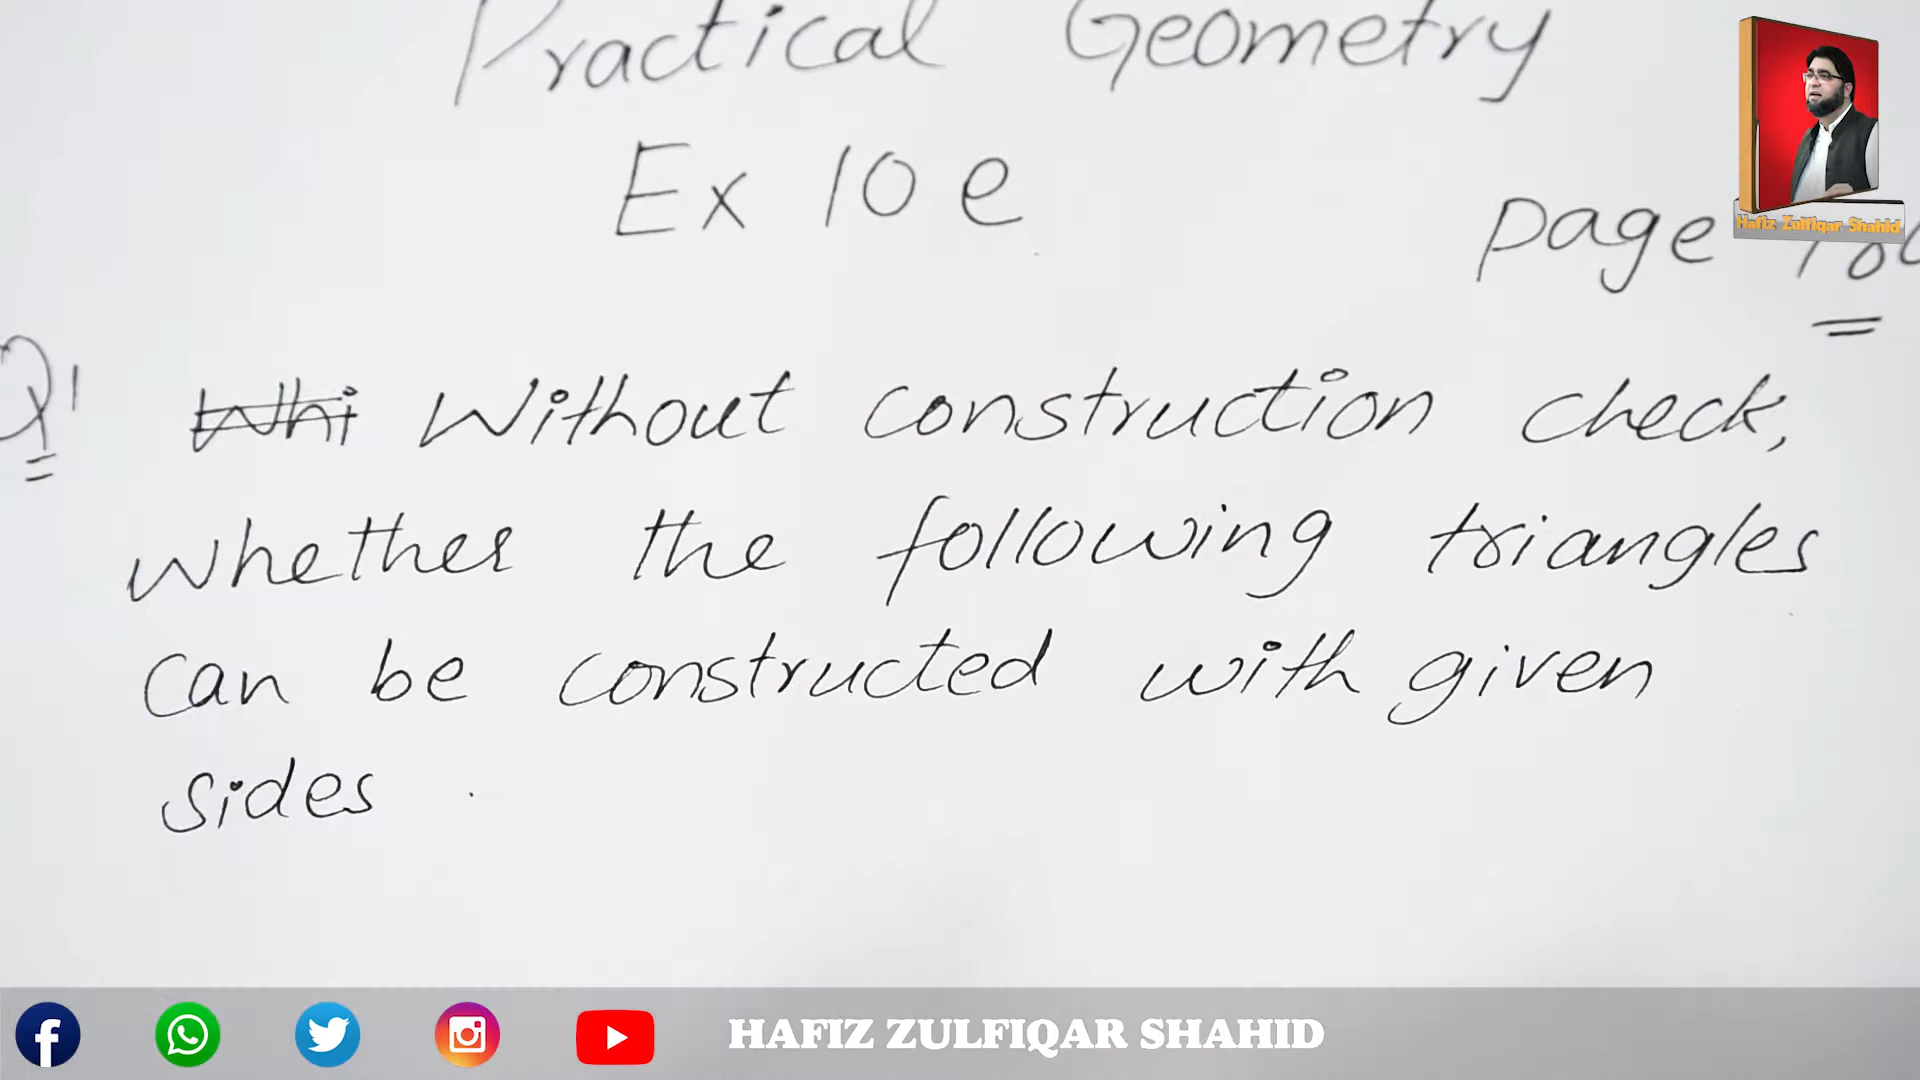 Practical Geometry
Ex 10 e
Hafiz Zulfiqar Shahid
page
Q1 Whi Without construction check,
whether the following triangles
can be constructed with given
sides .
HAFIZ ZULFIQAR SHAHID